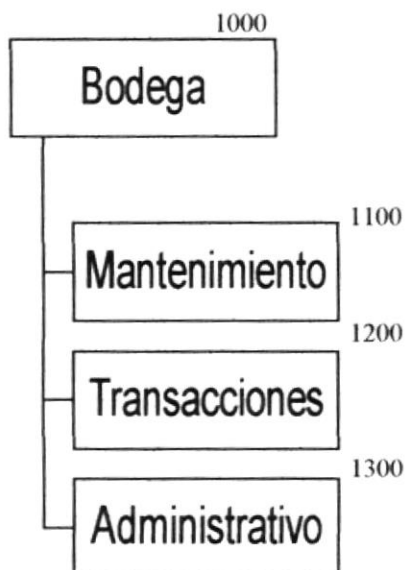 1000
Bodega
1100
Mantenimiento
1200
Transacciones
1300
Administrativo